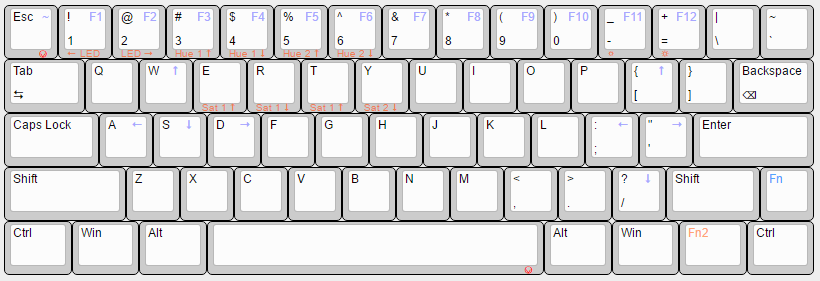 Esc ~ ! F1 @ F2 # F3 $ F4 % F5 ^ F6 & F7 * F8 ( F9 ) F10 _ F11 + F12 | ~
1 2 3 4 5 6 7 8 9 0 - = \ `
← LED LED → Hue 1 ↑ Hue 1 ↓ Hue 2 ↑ Hue 2 ↓
Tab Q W ↑ E R T Y U I O P { ↑ } Backspace
⇆ [ ] ⌫
Sat 1 ↑ Sat 1 ↓ Sat 1 ↑ Sat 2 ↓
Caps Lock A ← S ↓ D → F G H J K L : ← " → Enter
; '
Shift Z X C V B N M < > ? ↓ Shift Fn
, . /
Ctrl Win Alt Alt Win Fn2 Ctrl